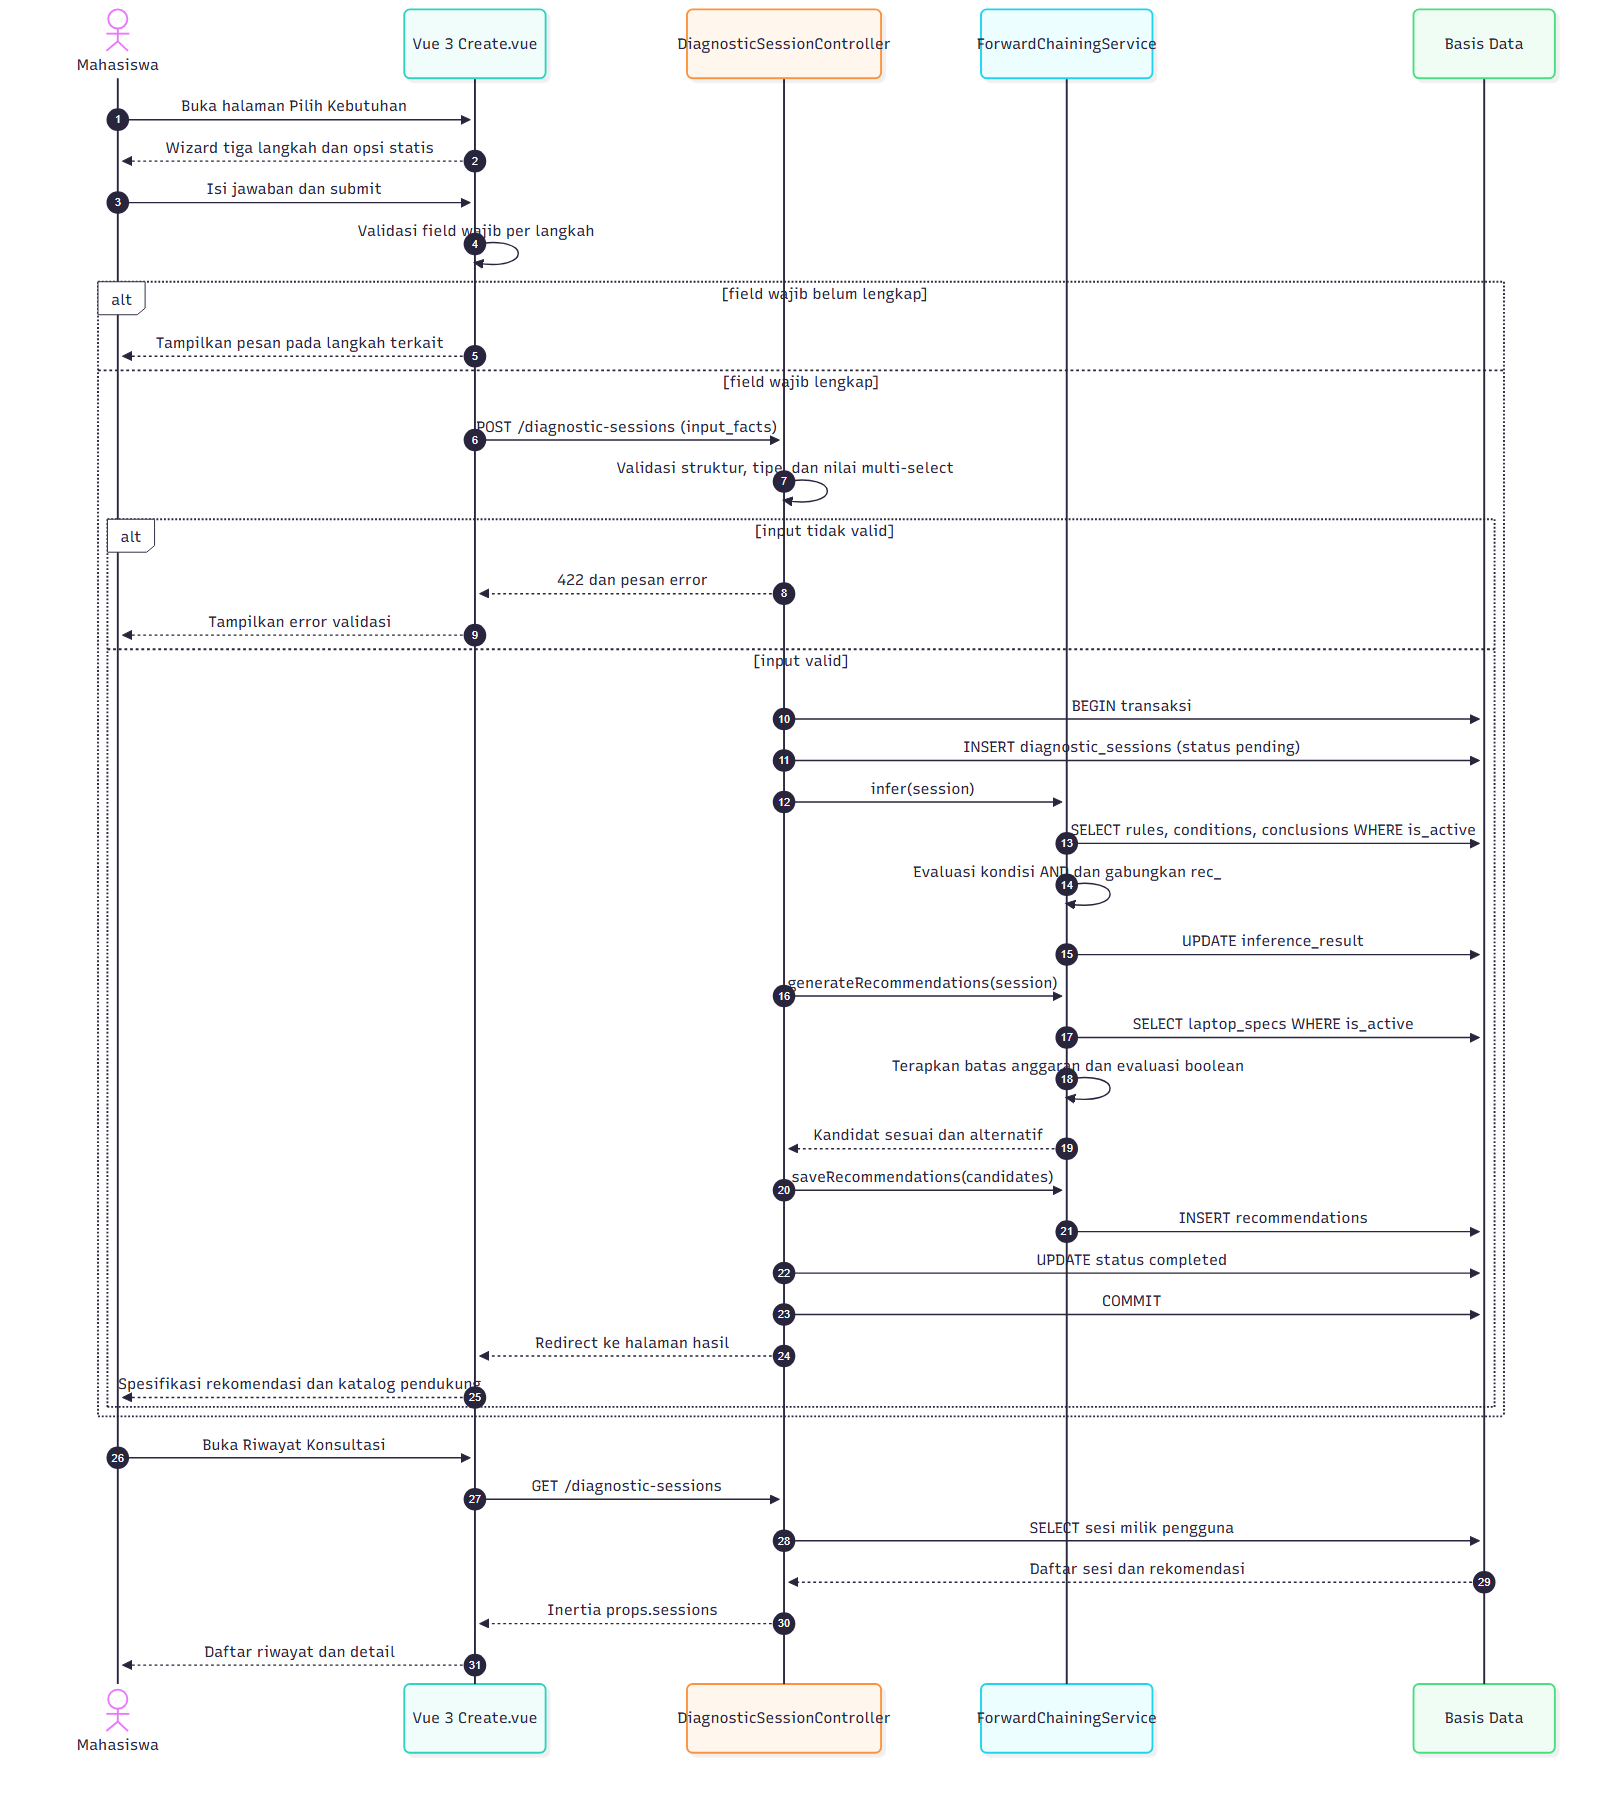 Mahasiswa
Vue 3 Create.vue
DiagnosticSessionController
ForwardChainingService
Basis Data
Buka halaman Pilih Kebutuhan
1
Wizard tiga langkah dan opsi statis
2
Isi jawaban dan submit
3
Validasi field wajib per langkah
4
alt
[field wajib belum lengkap]
Tampilkan pesan pada langkah terkait
5
[field wajib lengkap]
POST /diagnostic-sessions (input_facts)
6
Validasi struktur, tipe, dan nilai multi-select
7
alt
[input tidak valid]
422 dan pesan error
8
Tampilkan error validasi
9
[input valid]
BEGIN transaksi
10
INSERT diagnostic_sessions (status pending)
11
infer(session)
12
SELECT rules, conditions, conclusions WHERE is_active
13
Evaluasi kondisi AND dan gabungkan rec_
14
UPDATE inference_result
15
generateRecommendations(session)
16
SELECT laptop_specs WHERE is_active
17
Terapkan batas anggaran dan evaluasi boolean
18
Kandidat sesuai dan alternatif
19
saveRecommendations(candidates)
20
INSERT recommendations
21
UPDATE status completed
22
COMMIT
23
Redirect ke halaman hasil
24
Spesifikasi rekomendasi dan katalog pendukung
25
Buka Riwayat Konsultasi
26
GET /diagnostic-sessions
27
SELECT sesi milik pengguna
28
Daftar sesi dan rekomendasi
29
Inertia props.sessions
30
Daftar riwayat dan detail
31
Mahasiswa
Vue 3 Create.vue
DiagnosticSessionController
ForwardChainingService
Basis Data